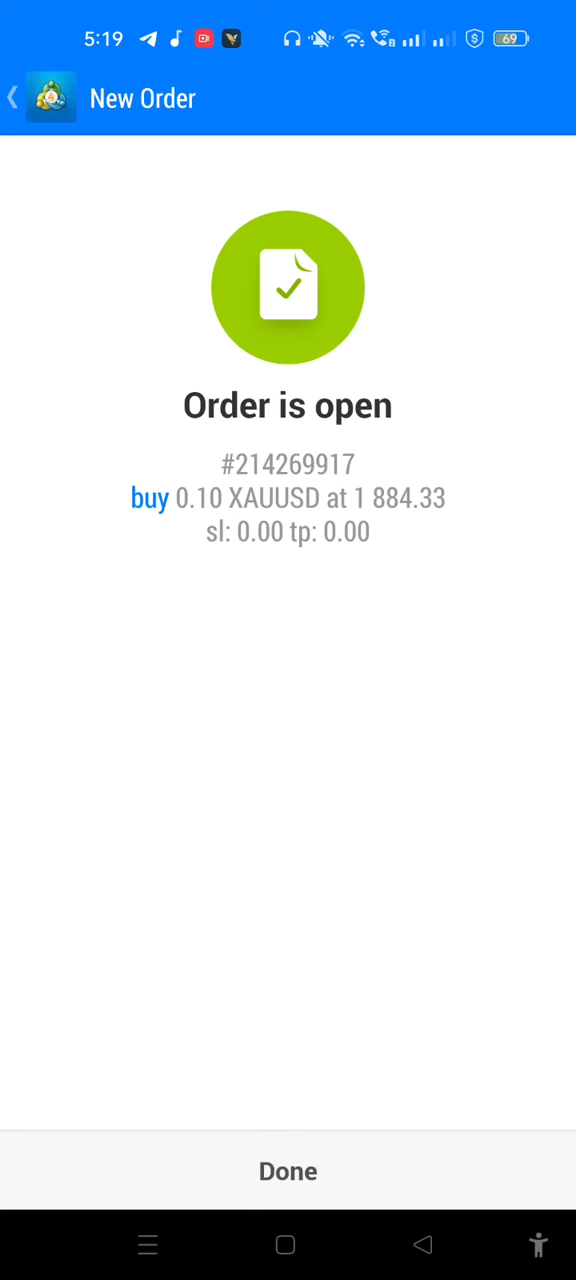 5:19
69
New Order
Order is open
#214269917
buy 0.10 XAUUSD at 1 884.33
sl: 0.00 tp: 0.00
Done